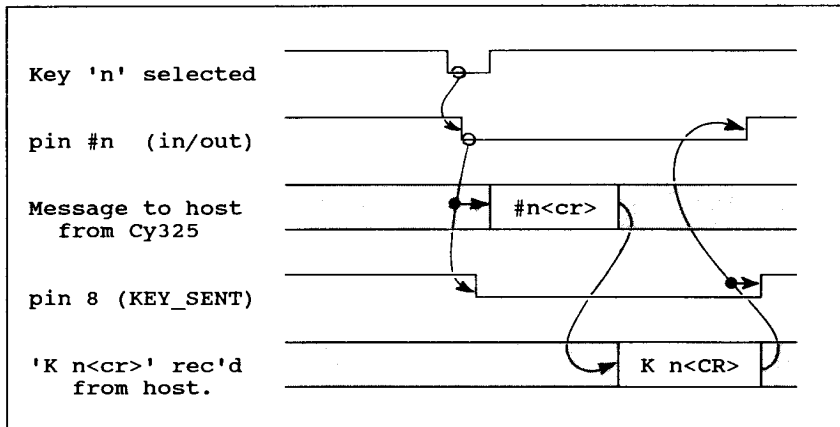 Key 'n' selected
pin #n (in/out)
Message to host
from Cy325
#n<cr>
pin 8 (KEY_SENT)
'K n<cr>' rec'd
from host.
K n<CR>